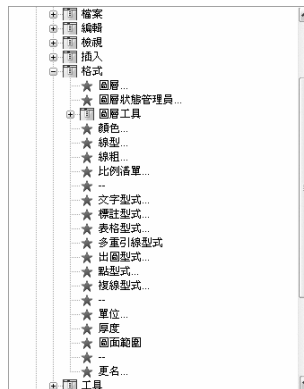 檔案
編輯
檢視
插入
格式
圖層...
圖層狀態管理員...
圖層工具
顏色...
線型...
線粗...
比例清單...
--
文字型式...
標註型式...
表格型式...
多重引線型式
出圖型式...
點型式...
複線型式...
--
單位...
厚度
圖面範圍
--
更名...
工具